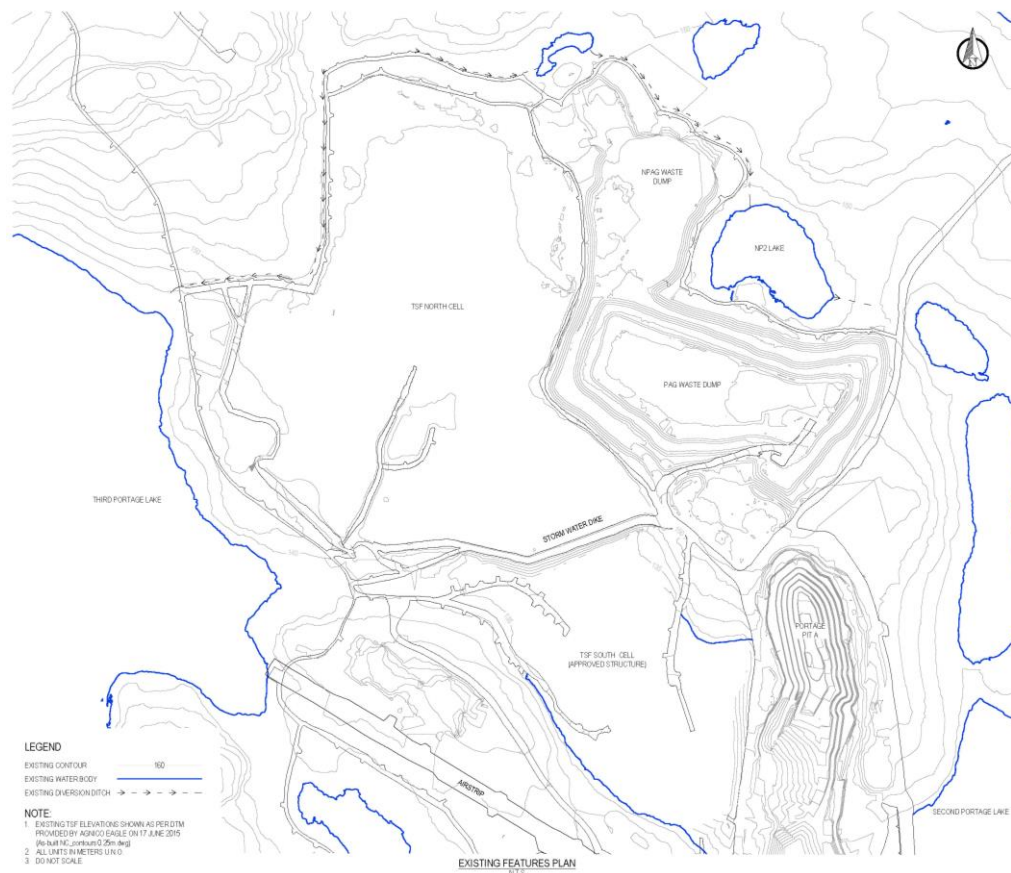 NPAG WASTE
DUMP
NP2 LAKE
TSF NORTH CELL
PAG WASTE DUMP
THIRD PORTAGE LAKE
STORM WATER DIKE
PORTAGE
PIT A
TSF SOUTH CELL
(APPROVED STRUCTURE)
AIRSTRIP
SECOND PORTAGE LAKE
LEGEND
EXISTING CONTOUR 160
EXISTING WATER BODY
EXISTING DIVERSION DITCH
NOTE:
1. EXISTING TSF ELEVATIONS SHOWN AS PER DTM
PROVIDED BY AGNICO EAGLE ON 17 JUNE 2015
(As-built NC_contours 0.25m.dwg)
2. ALL UNITS IN METERS U.N.O.
3. DO NOT SCALE
EXISTING FEATURES PLAN
N.T.S.